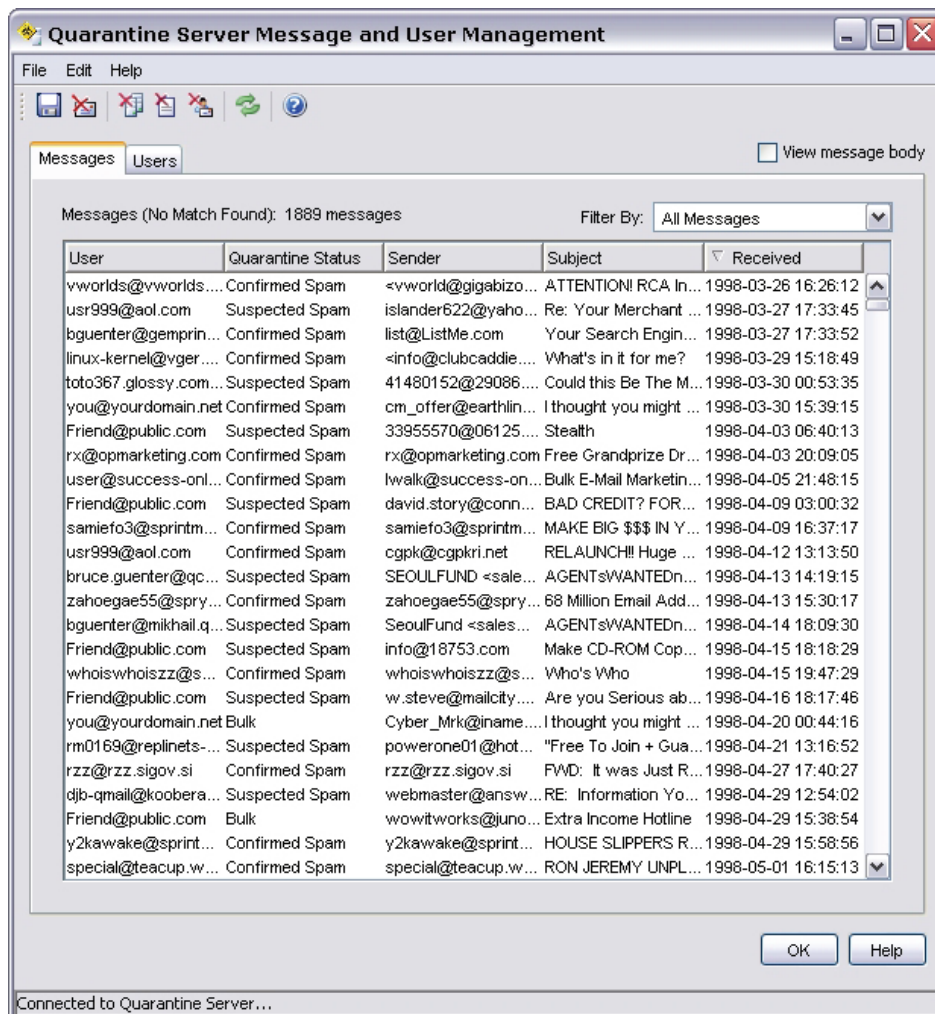 Quarantine Server Message and User Management
File Edit Help
Messages Users View message body
Messages (No Match Found): 1889 messages Filter By: All Messages
User Quarantine Status Sender Subject Received
vworlds@vworlds.... Confirmed Spam <vworld@gigabizo... ATTENTION! RCA In... 1998-03-26 16:26:12
usr999@aol.com Suspected Spam islander622@yaho... Re: Your Merchant ... 1998-03-27 17:33:45
bguenter@gemprin... Confirmed Spam list@ListMe.com Your Search Engin... 1998-03-27 17:33:52
linux-kernel@vger.... Confirmed Spam <info@clubcaddie.... What's in it for me? 1998-03-29 15:18:49
toto367.glossy.com... Suspected Spam 41480152@29086.... Could this Be The M... 1998-03-30 00:53:35
you@yourdomain.net Confirmed Spam cm_offer@earthlin... I thought you might ... 1998-03-30 15:39:15
Friend@public.com Suspected Spam 33955570@06125.... Stealth 1998-04-03 06:40:13
rx@opmarketing.com Confirmed Spam rx@opmarketing.com Free Grandprize Dr... 1998-04-03 20:09:05
user@success-onl... Confirmed Spam lwalk@success-on... Bulk E-Mail Marketin... 1998-04-05 21:48:15
Friend@public.com Suspected Spam david.story@conn... BAD CREDIT? FOR... 1998-04-09 03:00:32
samiefo3@sprintm... Confirmed Spam samiefo3@sprintm... MAKE BIG $$$ IN Y... 1998-04-09 16:37:17
usr999@aol.com Confirmed Spam cgpk@cgpkri.net RELAUNCH!! Huge ... 1998-04-12 13:13:50
bruce.guenter@qc... Suspected Spam SEOULFUND <sale... AGENTsWANTEDn... 1998-04-13 14:19:15
zahoegae55@spry... Confirmed Spam zahoegae55@spry... 68 Million Email Add... 1998-04-13 15:30:17
bguenter@mikhail.q... Suspected Spam SeoulFund <sales... AGENTsWANTEDn... 1998-04-14 18:09:30
Friend@public.com Suspected Spam info@18753.com Make CD-ROM Cop... 1998-04-15 18:18:29
whoiswhoiszz@s... Confirmed Spam whoiswhoiszz@s... Who's Who 1998-04-15 19:47:29
Friend@public.com Suspected Spam w.steve@mailcity.... Are you Serious ab... 1998-04-16 18:17:46
you@yourdomain.net Bulk Cyber_Mrk@iname.... I thought you might ... 1998-04-20 00:44:16
rm0169@replinets-... Suspected Spam powerone01@hot... "Free To Join + Gua... 1998-04-21 13:16:52
rzz@rzz.sigov.si Confirmed Spam rzz@rzz.sigov.si FWD: It was Just R... 1998-04-27 17:40:27
djb-qmail@koobera... Suspected Spam webmaster@answ... RE: Information Yo... 1998-04-29 12:54:02
Friend@public.com Bulk wowitworks@juno... Extra Income Hotline 1998-04-29 15:38:54
y2kawake@sprint... Confirmed Spam y2kawake@sprint... HOUSE SLIPPERS R... 1998-04-29 15:58:56
special@teacup.w... Confirmed Spam special@teacup.w... RON JEREMY UNPL... 1998-05-01 16:15:13
OK Help
Connected to Quarantine Server...